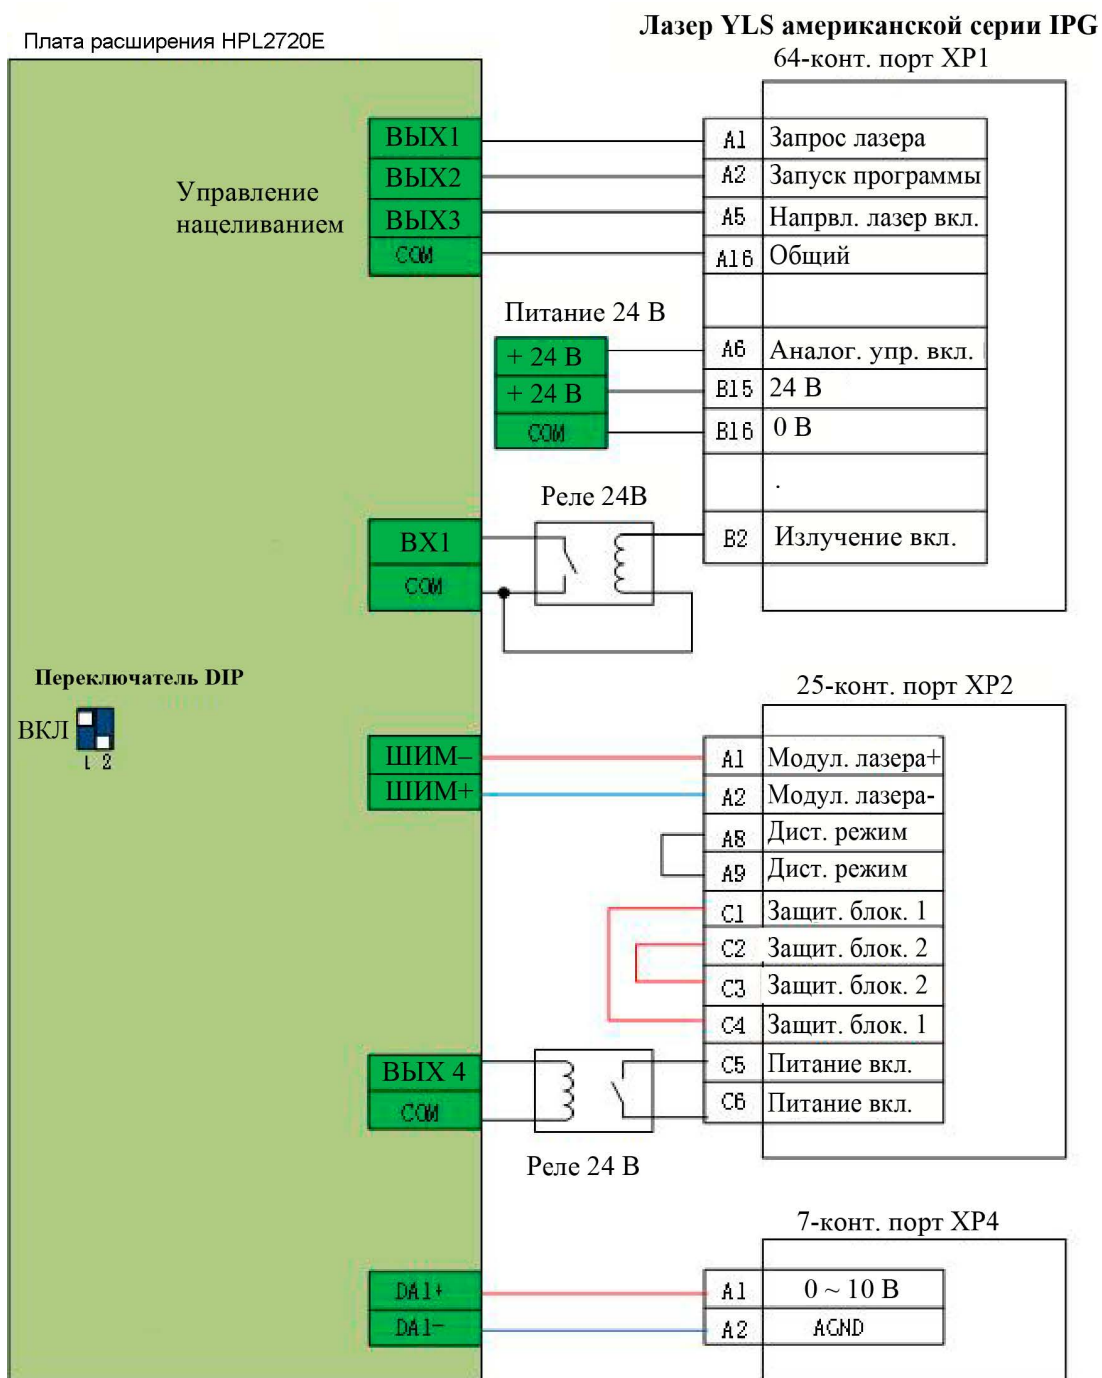 Лазер YLS американской серии IPG
Плата расширения HPL2720E
64-конт. порт XP1
ВЫХ1
A1 Запрос лазера
ВЫХ2
A2 Запуск программы
Управление
нацеливанием
ВЫХ3
A5 Напрвл. лазер вкл.
COM
A16 Общий
Питание 24 В
+ 24 В
A6 Аналог. упр. вкл.
+ 24 В
B15 24 В
COM
B16 0 В
.
Реле 24В
ВХ1
B2 Излучение вкл.
COM
Переключатель DIP
ВКЛ
1 2
25-конт. порт XP2
ШИМ–
A1 Модул. лазера+
ШИМ+
A2 Модул. лазера-
A8 Дист. режим
A9 Дист. режим
C1 Защит. блок. 1
C2 Защит. блок. 2
C3 Защит. блок. 2
C4 Защит. блок. 1
ВЫХ 4
C5 Питание вкл.
COM
C6 Питание вкл.
Реле 24 В
7-конт. порт XP4
DA1+
A1 0 ~ 10 В
DA1-
A2 AGND